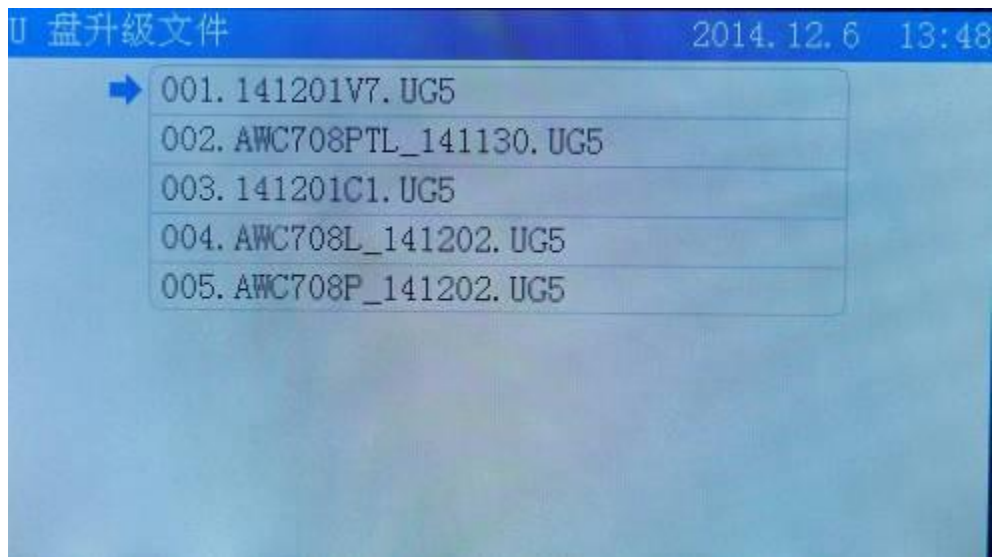 U 盘升级文件 2014.12.6 13:48
001.141201V7.UG5
002.AWC708PTL_141130.UG5
003.141201C1.UG5
004.AWC708L_141202.UG5
005.AWC708P_141202.UG5